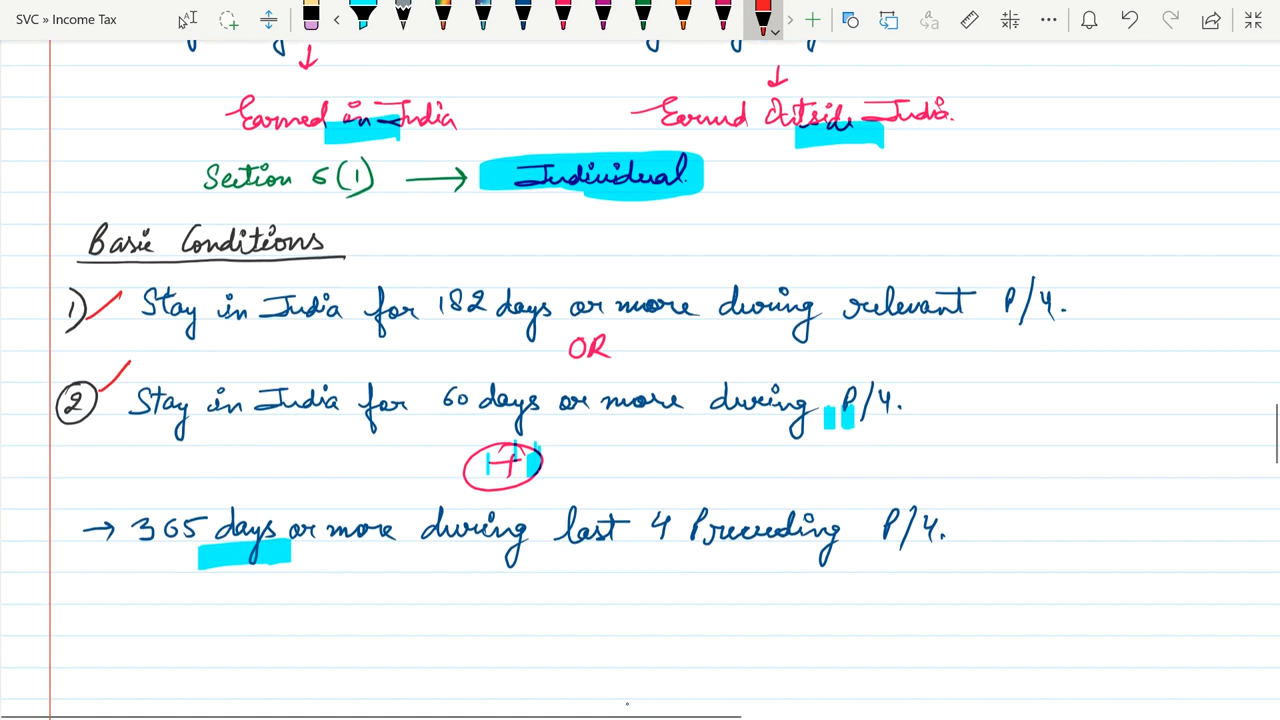 SVC » Income Tax
Earned in India
Earned Outside India.
Section 6(1) → Individual.
Basic Conditions
1) Stay in India for 182 days or more during relevant P/Y.
OR
2 Stay in India for 60 days or more during P/Y.
+
→ 365 days or more during last 4 Preceeding P/Y.